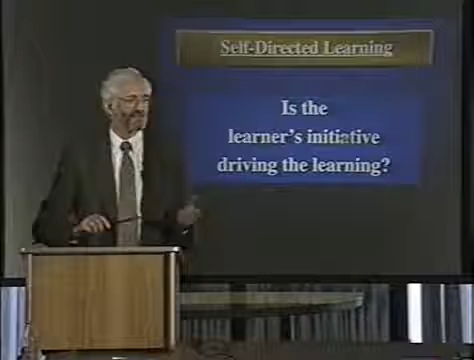 Self-Directed Learning
Is the
learner's initiative
driving the learning?